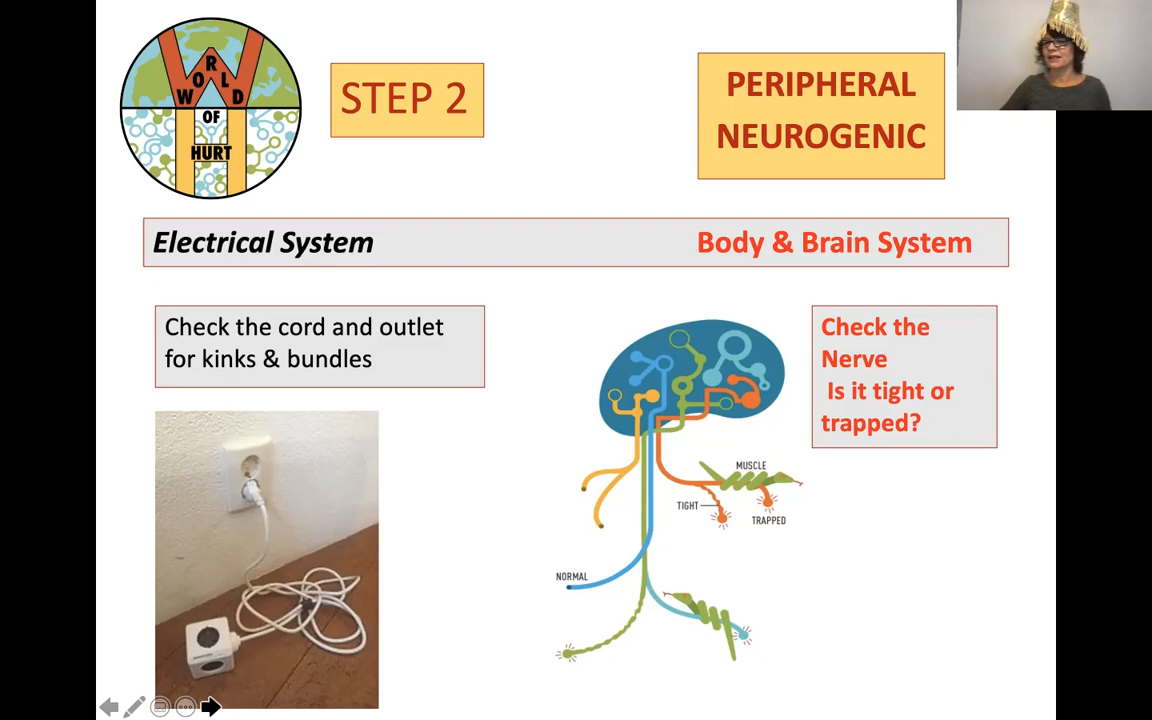 WORLD
OF
HURT
STEP 2
PERIPHERAL
NEUROGENIC
Electrical System
Body & Brain System
Check the cord and outlet
for kinks & bundles
Check the
Nerve
Is it tight or
trapped?
MUSCLE
TIGHT
TRAPPED
NORMAL